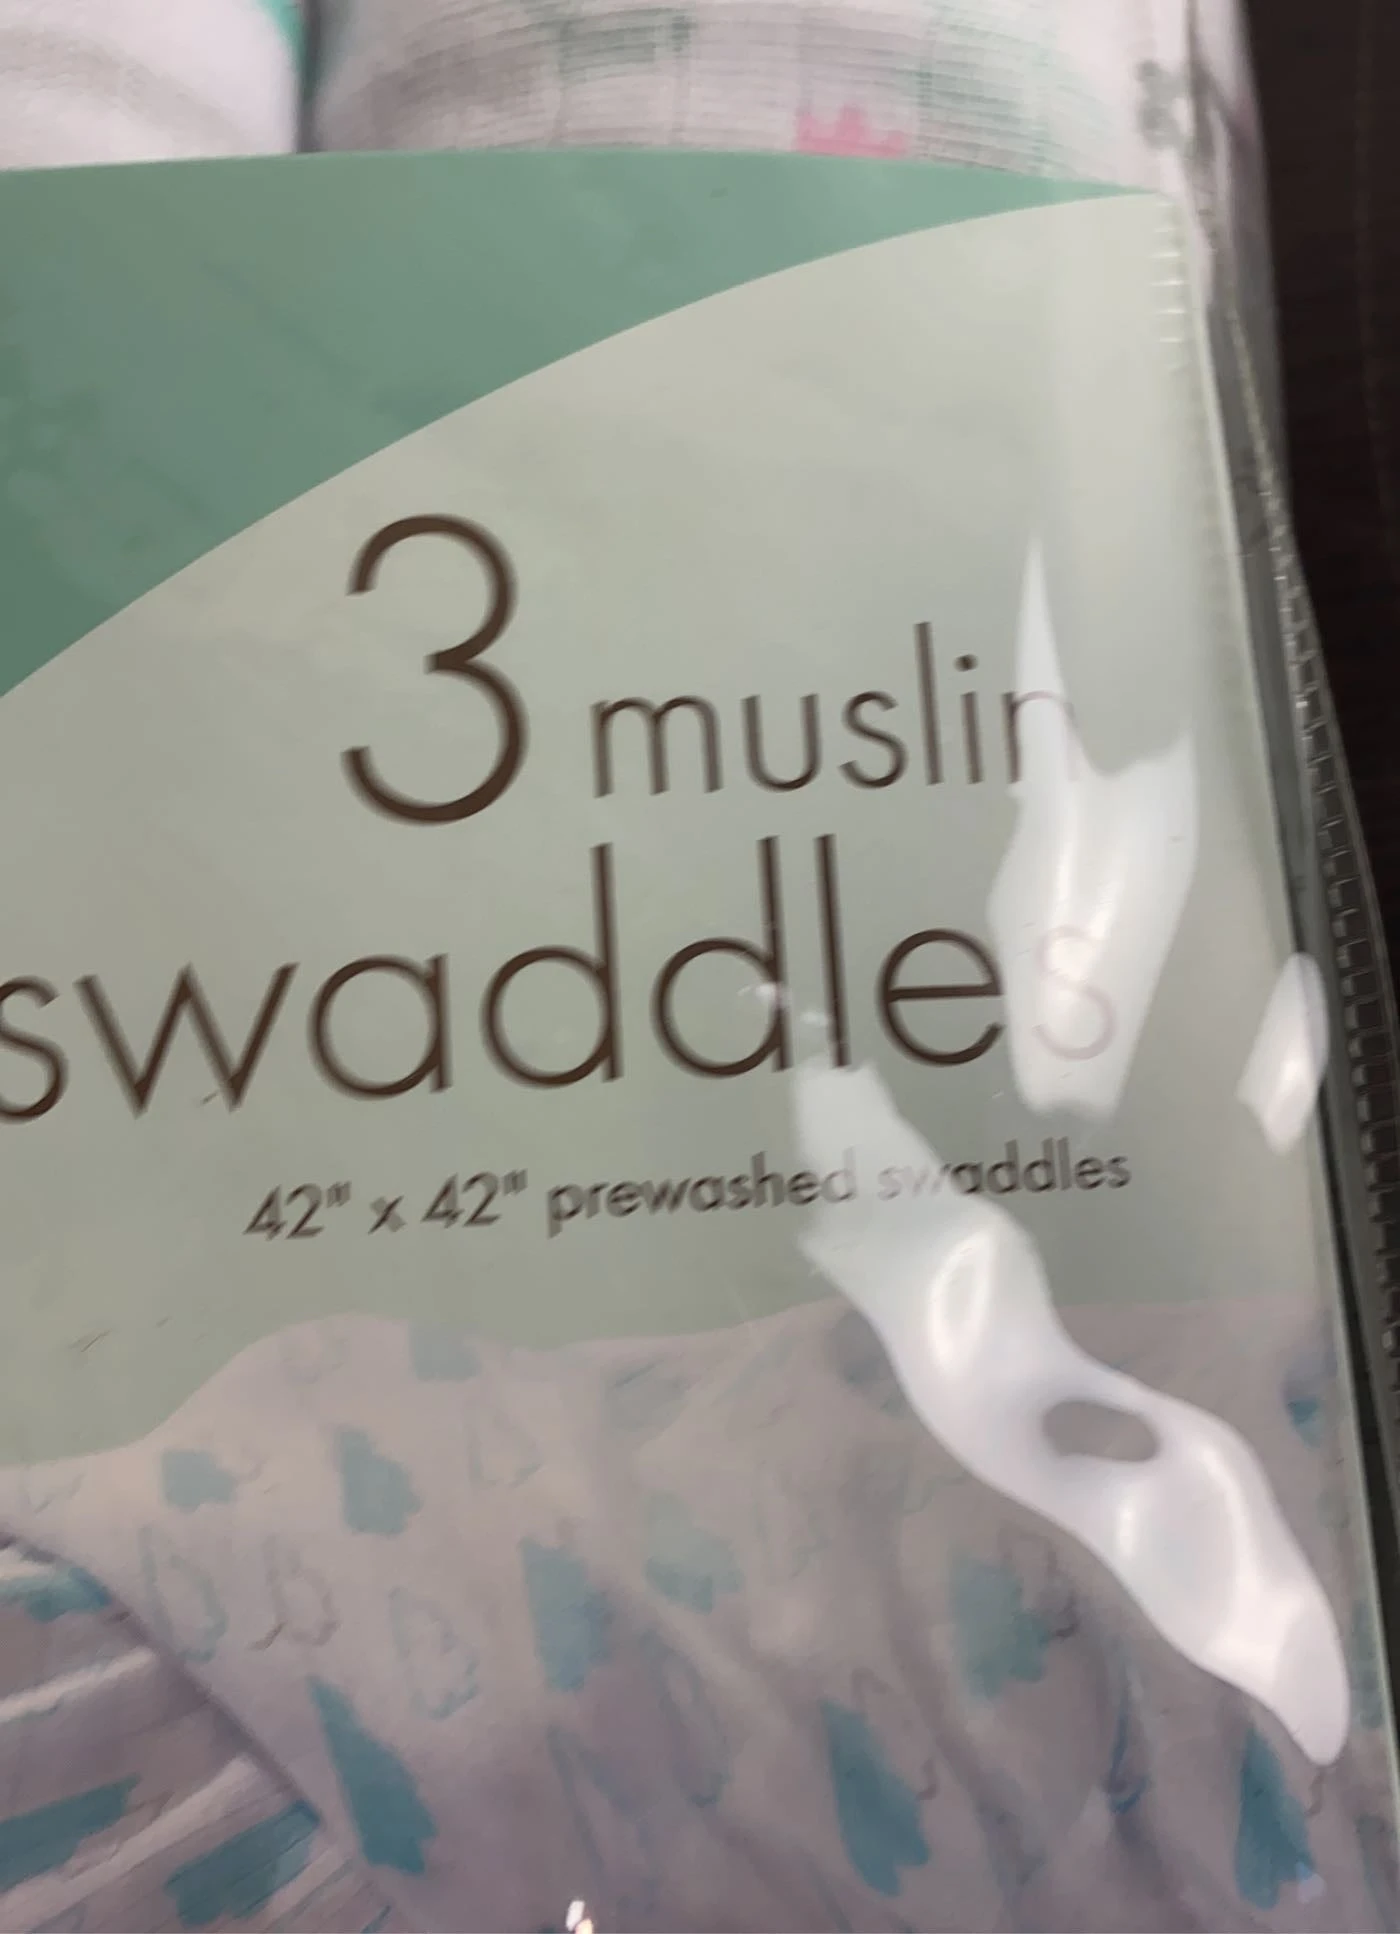 3 muslin
swaddles
42" x 42" prewashed swaddles